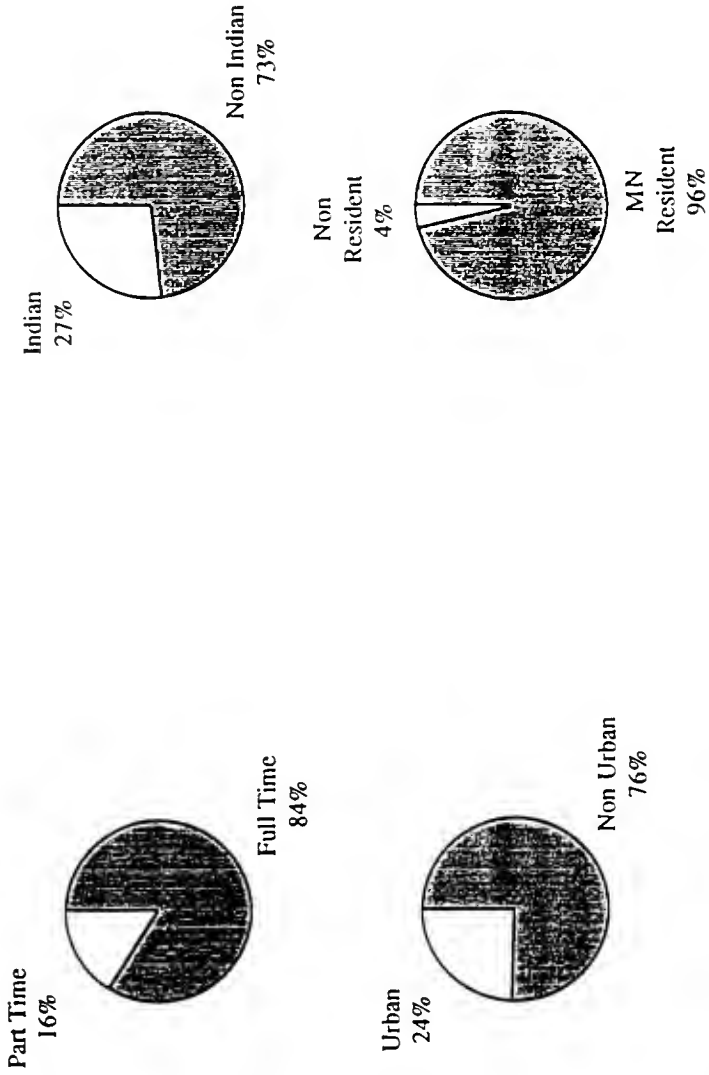 Part Time
16%
Full Time
84%
Indian
27%
Non Indian
73%
Urban
24%
Non Urban
76%
Non
Resident
4%
MN
Resident
96%